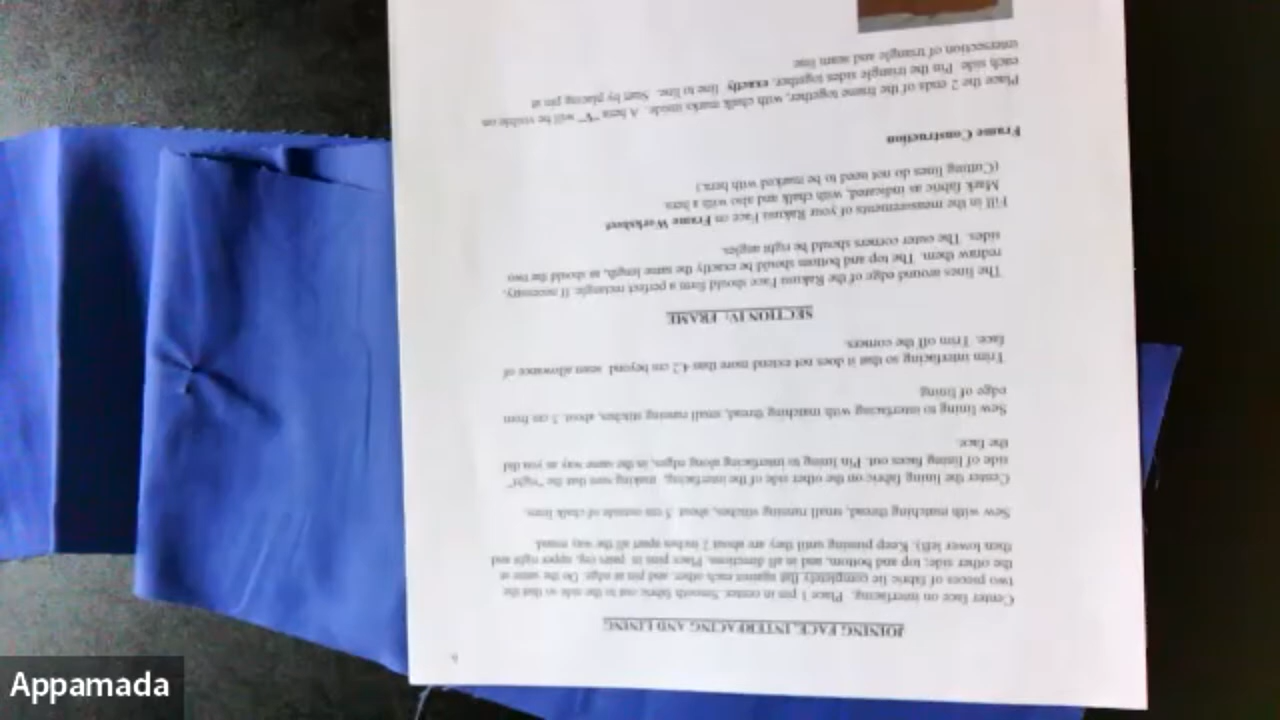 6
JOINING FACE, INTERFACING AND LINING
Center face on interfacing. Place 1 pin in center. Smooth fabric out to the side so that the
two pieces of fabric lie completely flat against each other, and pin at edge. Do the same at
the other side; top and bottom, and in all directions. Place pins in pairs (eg, upper right and
then lower left). Keep pinning until they are about 2 inches apart all the way round.
Sew with matching thread, small running stitches, about .5 cm outside of chalk lines.
Center the lining fabric on the other side of the interfacing, making sure that the "right"
side of lining faces out. Pin lining to interfacing along edges, in the same way as you did
the face.
Sew lining to interfacing with matching thread, small running stitches, about .5 cm from
edge of lining
Trim interfacing so that it does not extend more than 4.2 cm beyond seam allowance of
face. Trim off the corners.
SECTION IV: FRAME
The lines around edge of the Rakusu Face should form a perfect rectangle. If necessary,
redraw them. The top and bottom should be exactly the same length, as should the two
sides. The outer corners should be right angles.
Fill in the measurements of your Rakusu Face on Frame Worksheet
Mark fabric as indicated, with chalk and also with a hera.
(Cutting lines do not need to be marked with hera.)
Frame Construction
Place the 2 ends of the frame together, with chalk marks inside. A hera "V" will be visible on
each side. Pin the triangle sides together, exactly line to line. Start by placing pin at
intersection of triangle and seam line
Appamada